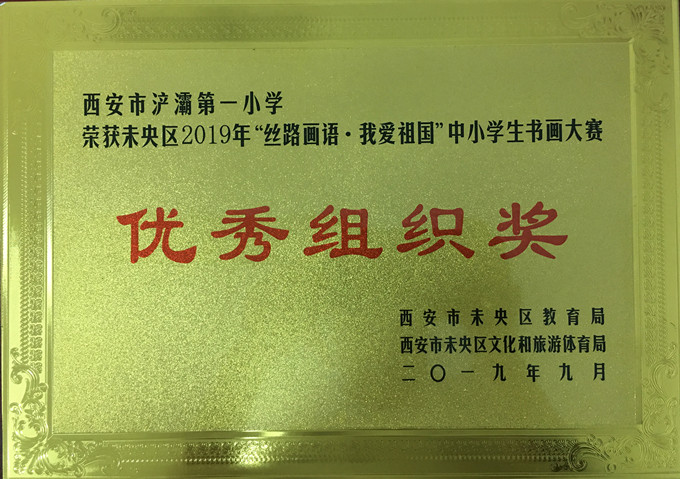 西安市浐灞第一小学
荣获未央区2019年“丝路画语·我爱祖国”中小学生书画大赛
优秀组织奖
西安市未央区教育局
西安市未央区文化和旅游体育局
二〇一九年九月